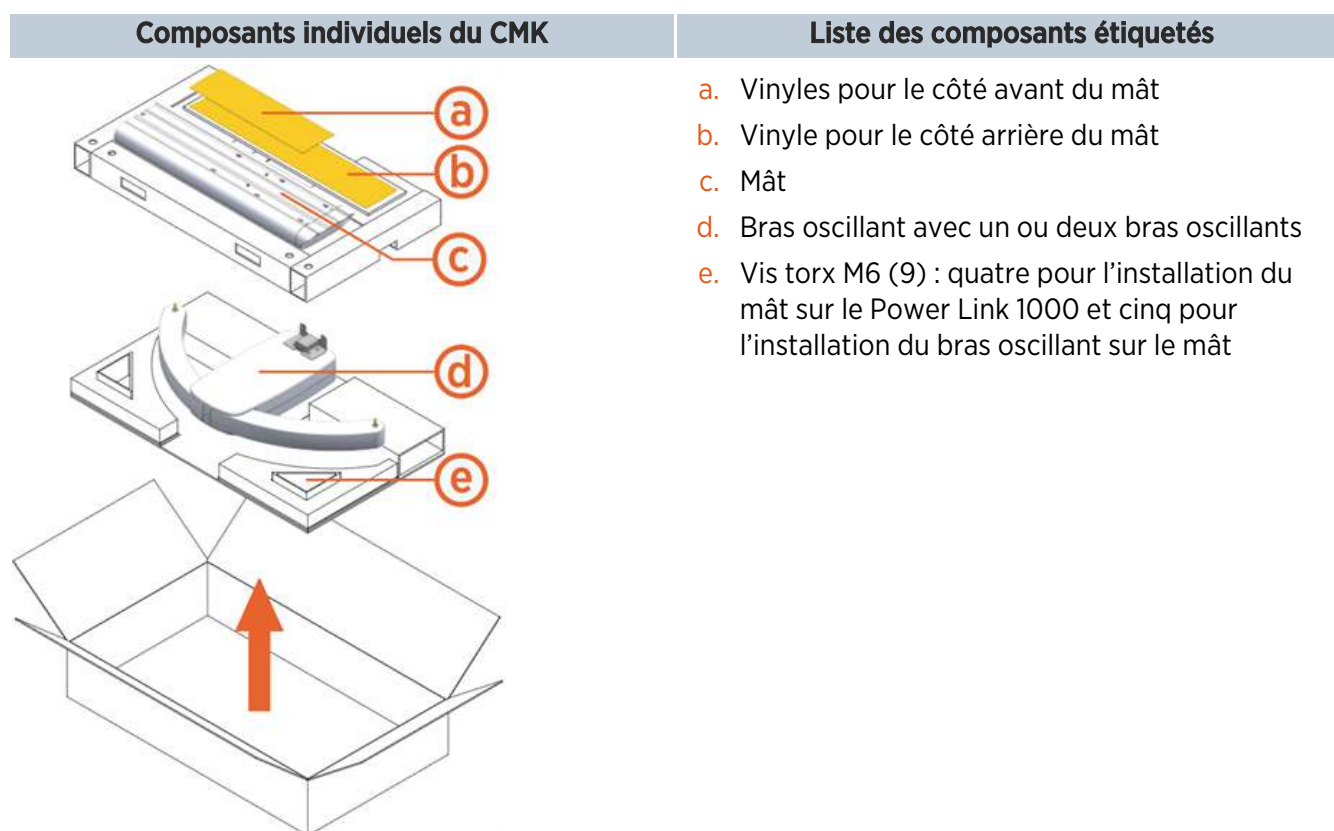 Composants individuels du CMK
Liste des composants étiquetés
a
b
c
d
e
a. Vinyles pour le côté avant du mât
b. Vinyle pour le côté arrière du mât
c. Mât
d. Bras oscillant avec un ou deux bras oscillants
e. Vis torx M6 (9) : quatre pour l’installation du
mât sur le Power Link 1000 et cinq pour
l’installation du bras oscillant sur le mât